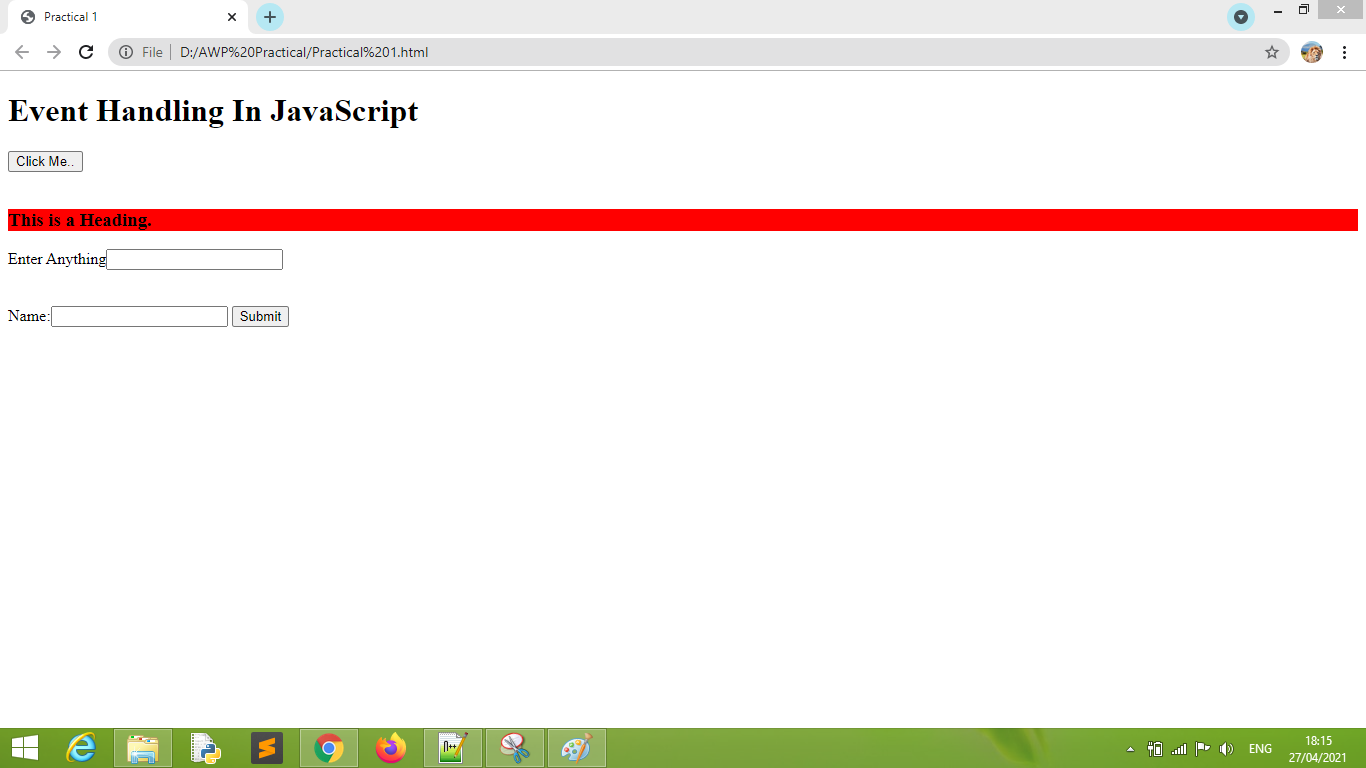 Practical 1
File
D:/AWP%20Practical/Practical%201.html
Event Handling In JavaScript
Click Me..
This is a Heading.
Enter Anything
Name: Submit
ENG
18:15
27/04/2021